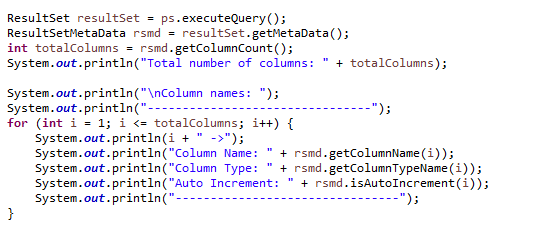 ResultSet resultSet = ps.executeQuery();
ResultSetMetaData rsmd = resultSet.getMetaData();
int totalColumns = rsmd.getColumnCount();
System.out.println("Total number of columns: " + totalColumns);

System.out.println("\nColumn names: ");
System.out.println("--------------------------------");
for (int i = 1; i <= totalColumns; i++) {
    System.out.println(i + " ->");
    System.out.println("Column Name: " + rsmd.getColumnName(i));
    System.out.println("Column Type: " + rsmd.getColumnTypeName(i));
    System.out.println("Auto Increment: " + rsmd.isAutoIncrement(i));
    System.out.println("--------------------------------");
}